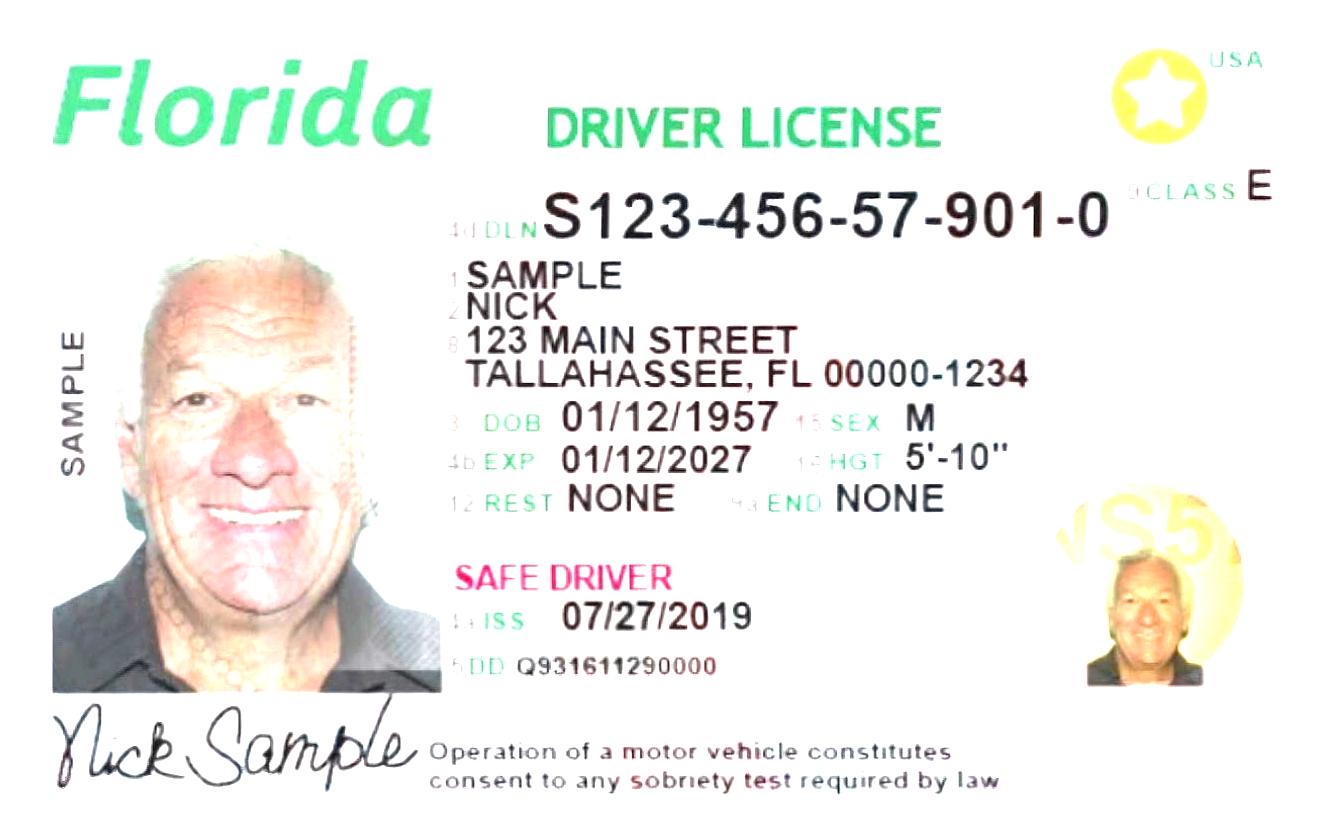 Florida
DRIVER LICENSE
USA
9 CLASS E
4d DLN S123-456-57-901-0
1 SAMPLE
2 NICK
8 123 MAIN STREET
TALLAHASSEE, FL 00000-1234
3 DOB 01/12/1957 15 SEX M
4b EXP 01/12/2027 16 HGT 5'-10"
12 REST NONE 9a END NONE
SAFE DRIVER
4a ISS 07/27/2019
5 DD Q931611290000
SAMPLE
Nick Sample
Operation of a motor vehicle constitutes
consent to any sobriety test required by law